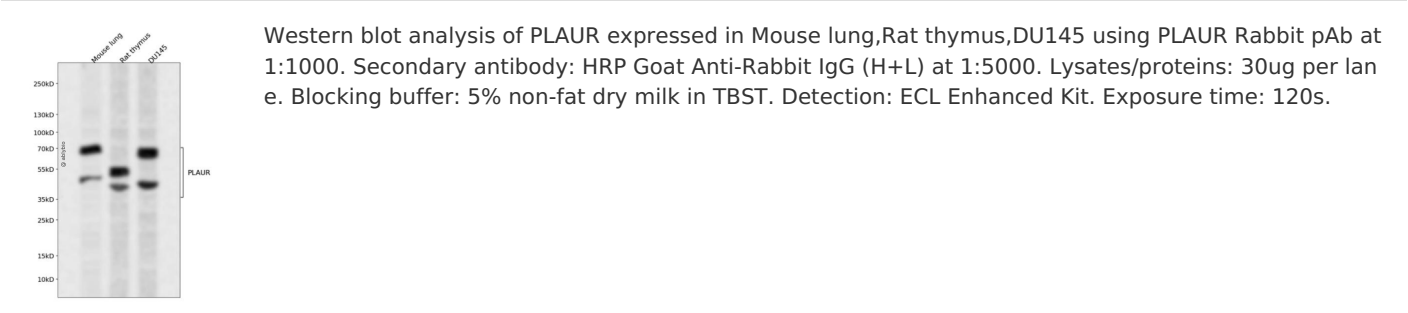 Mouse lung
Rat thymus
DU145
250kD
130kD
100kD
70kD
55kD
35kD
25kD
15kD
10kD
@ ablybio
PLAUR
Western blot analysis of PLAUR expressed in Mouse lung,Rat thymus,DU145 using PLAUR Rabbit pAb at
1:1000. Secondary antibody: HRP Goat Anti-Rabbit IgG (H+L) at 1:5000. Lysates/proteins: 30ug per lan
e. Blocking buffer: 5% non-fat dry milk in TBST. Detection: ECL Enhanced Kit. Exposure time: 120s.